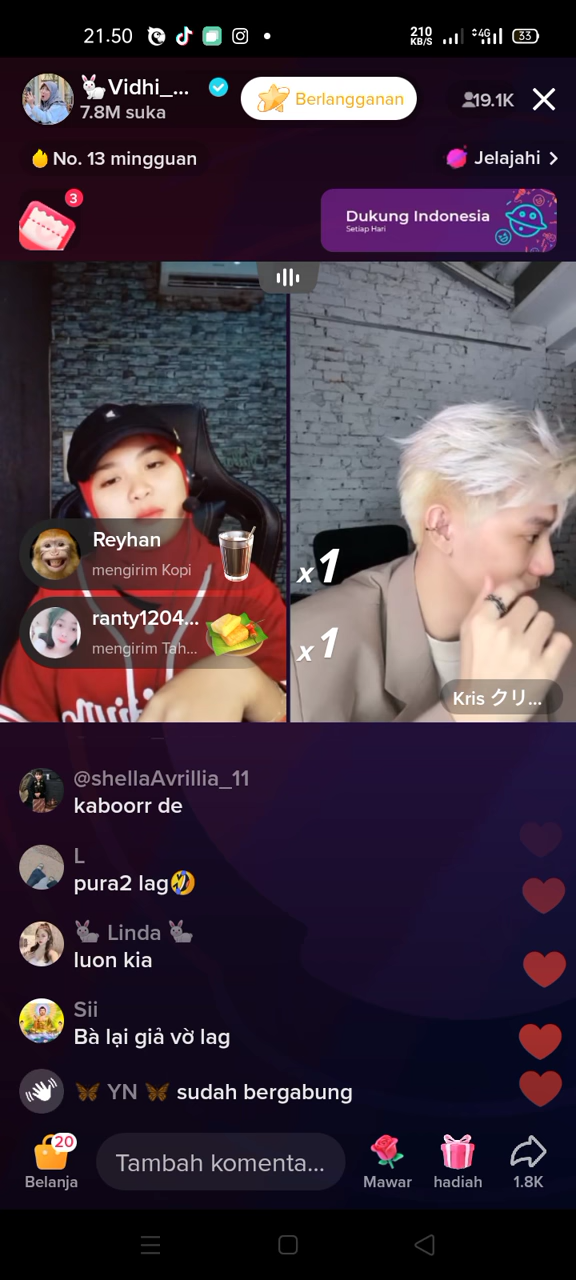 21.50
210 KB/S
4G
33
Vidhi_...
7.8M suka
Berlangganan
19.1K
No. 13 mingguan
Jelajahi
3
Dukung Indonesia
Setiap Hari
Reyhan
mengirim Kopi
x1
ranty1204...
mengirim Tah...
x1
Kris クリ...
@shellaAvrillia_11
kaboorr de
L
pura2 lag🤣
🐇 Linda 🐇
luon kia
Sii
Bà lại giả vờ lag
🦋 YN 🦋 sudah bergabung
20
Tambah komenta...
Belanja
Mawar
hadiah
1.8K